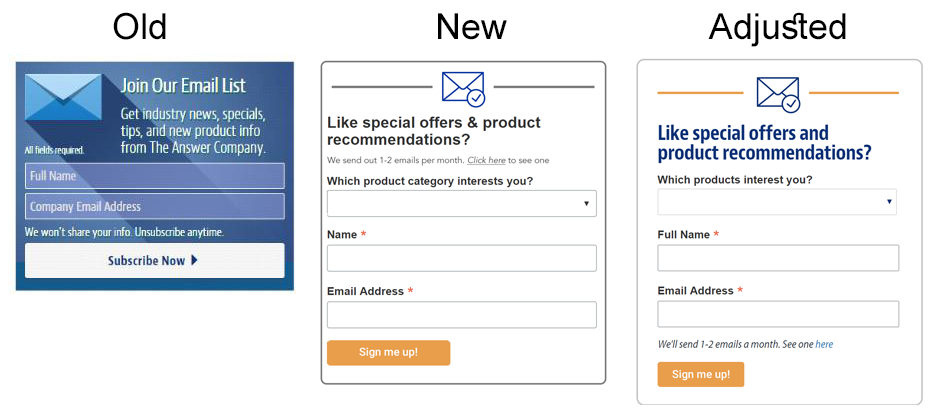 Old
New
Adjusted
Join Our Email List
Get industry news, specials,
tips, and new product info
from The Answer Company.
All fields required.
Full Name
Company Email Address
We won't share your info. Unsubscribe anytime.
Subscribe Now
Like special offers & product
recommendations?
We send out 1-2 emails per month. Click here to see one
Which product category interests you?
Name *
Email Address *
Sign me up!
Like special offers and
product recommendations?
Which products interest you?
Full Name *
Email Address *
We'll send 1-2 emails a month. See one here
Sign me up!